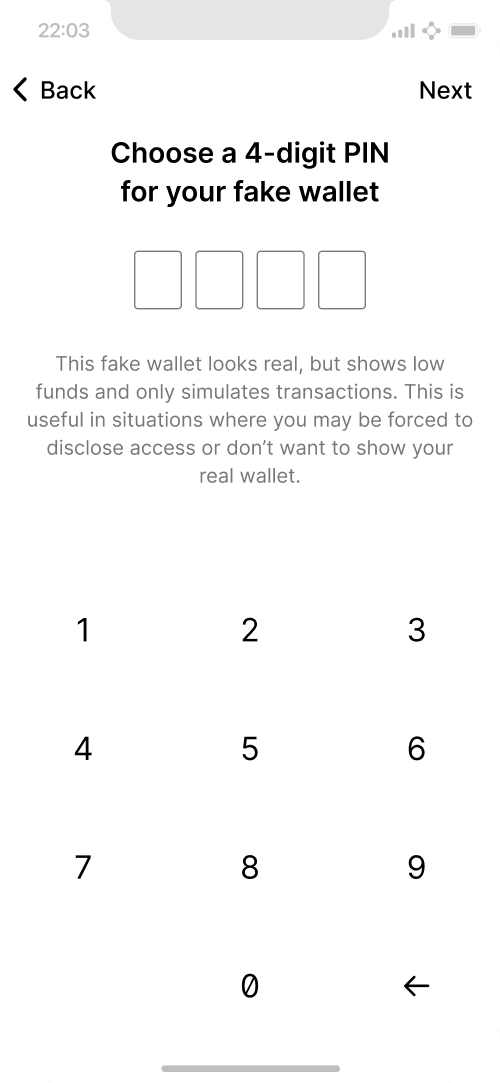 22:03
Back
Next
Choose a 4-digit PIN
for your fake wallet
This fake wallet looks real, but shows low
funds and only simulates transactions. This is
useful in situations where you may be forced to
disclose access or don’t want to show your
real wallet.
1 2 3
4 5 6
7 8 9
0 ←